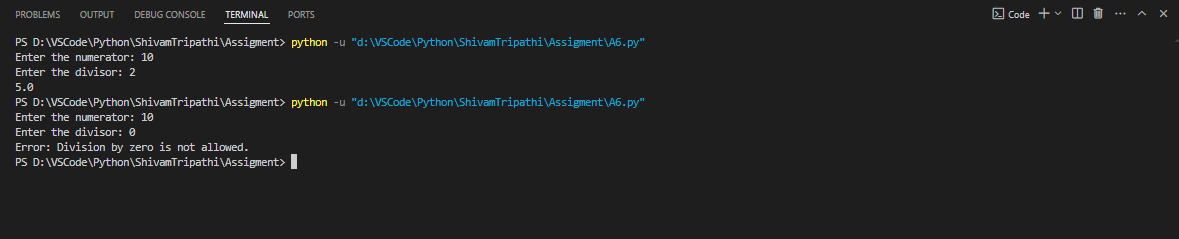 PROBLEMS OUTPUT DEBUG CONSOLE TERMINAL PORTS Code
PS D:\VSCode\Python\ShivamTripathi\Assigment> python -u "d:\VSCode\Python\ShivamTripathi\Assigment\A6.py"
Enter the numerator: 10
Enter the divisor: 2
5.0
PS D:\VSCode\Python\ShivamTripathi\Assigment> python -u "d:\VSCode\Python\ShivamTripathi\Assigment\A6.py"
Enter the numerator: 10
Enter the divisor: 0
Error: Division by zero is not allowed.
PS D:\VSCode\Python\ShivamTripathi\Assigment>